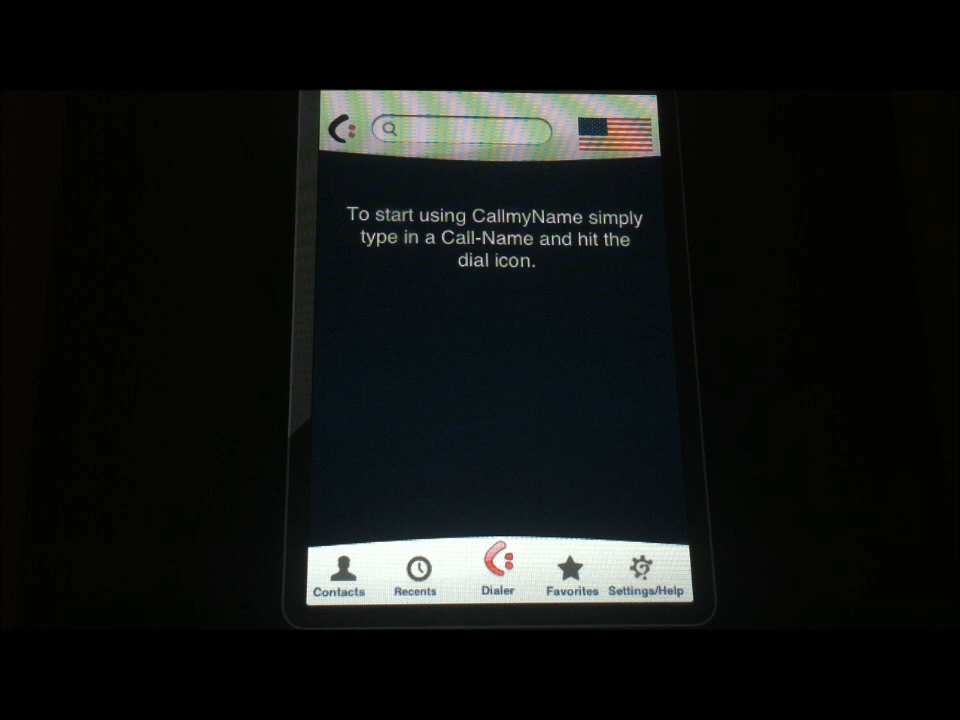 To start using CallmyName simply
type in a Call-Name and hit the
dial icon.
Contacts Recents Dialer Favorites Settings/Help